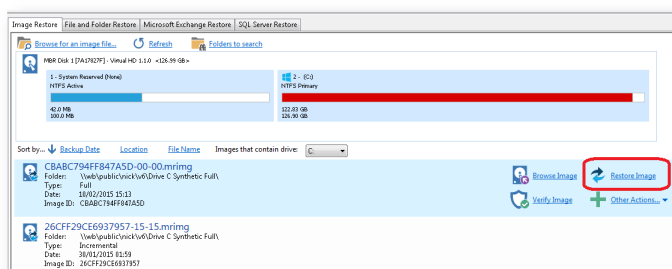 Image Restore File and Folder Restore Microsoft Exchange Restore SQL Server Restore
Browse for an image file... Refresh Folders to search
MBR Disk 1 [7A17827F] - Virtual HD 1.1.0 <126.99 GB>
1 - System Reserved (None) 2 - (C:)
NTFS Active NTFS Primary
42.0 MB 122.83 GB
100.0 MB 126.90 GB
Sort by... Backup Date Location File Name Images that contain drive: C:
CBABC794FF847A5D-00-00.mrimg
Folder: \\wb\public\nick\v6\Drive C Synthetic Full\
Browse Image Restore Image
Type: Full
Date: 18/02/2015 15:13
Verify Image Other Actions...
Image ID: CBABC794FF847A5D
26CFF29CE6937957-15-15.mrimg
Folder: \\wb\public\nick\v6\Drive C Synthetic Full\
Type: Incremental
Date: 30/01/2015 01:59
Image ID: 26CFF29CE6937957